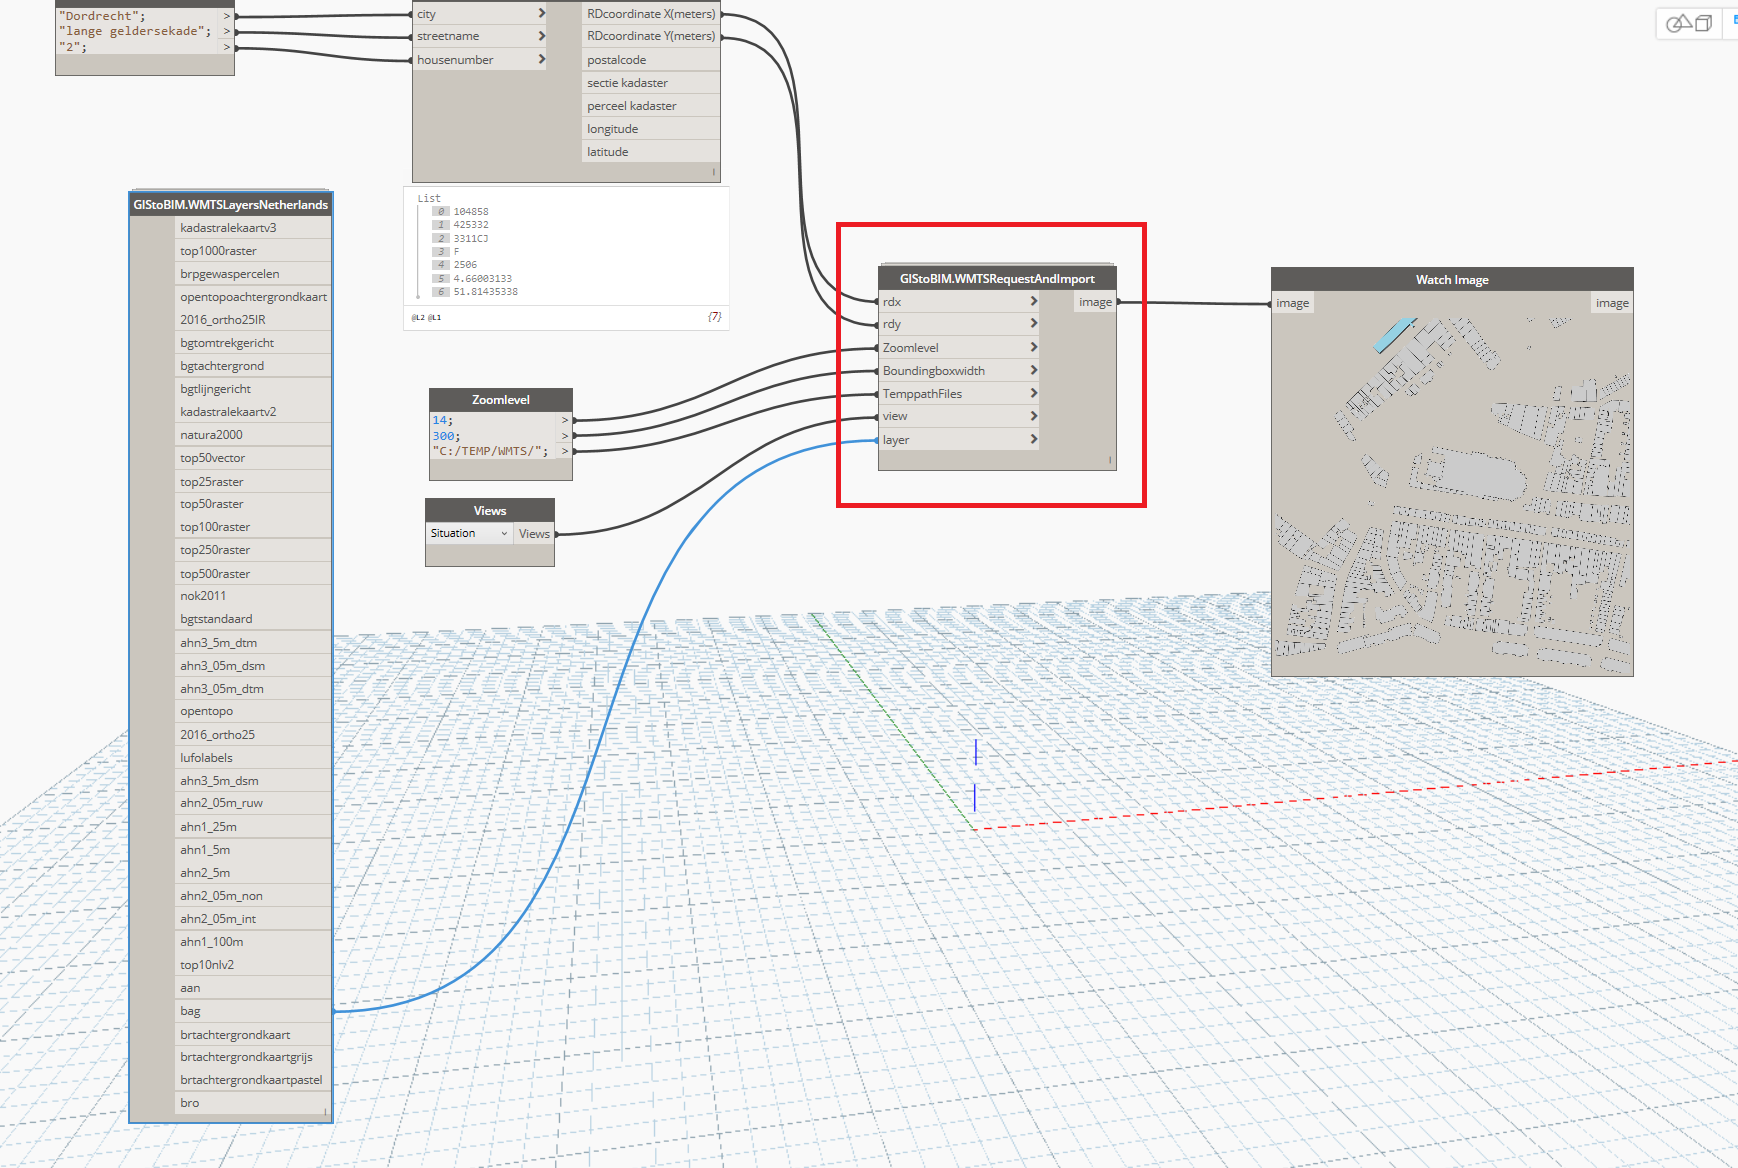 "Dordrecht"; >
"lange geldersekade"; >
"2"; >
city >
streetname >
housenumber >
RDcoordinate X(meters)
RDcoordinate Y(meters)
postalcode
sectie kadaster
perceel kadaster
longitude
latitude
List
0 104858
1 425332
2 3311CJ
3 F
4 2506
5 4.66003133
6 51.81435338
@L2 @L1 {7}
GIStoBIM.WMTSLayersNetherlands
kadastralekaartv3
top1000raster
brpgewaspercelen
opentopoachtergrondkaart
2016_ortho25IR
bgtomtrekgericht
bgtachtergrond
bgtlijngericht
kadastralekaartv2
natura2000
top50vector
top25raster
top50raster
top100raster
top250raster
top500raster
nok2011
bgtstandaard
ahn3_5m_dtm
ahn3_05m_dsm
ahn3_05m_dtm
opentopo
2016_ortho25
lufolabels
ahn3_5m_dsm
ahn2_05m_ruw
ahn1_25m
ahn1_5m
ahn2_5m
ahn2_05m_non
ahn2_05m_int
ahn1_100m
top10nlv2
aan
bag
brtachtergrondkaart
brtachtergrondkaartgrijs
brtachtergrondkaartpastel
bro
Zoomlevel
14; >
300; >
"C:/TEMP/WMTS/"; >
Views
Situation Views
GIStoBIM.WMTSRequestAndImport
rdx > image
rdy >
Zoomlevel >
Boundingboxwidth >
TemppathFiles >
view >
layer >
Watch Image
image image